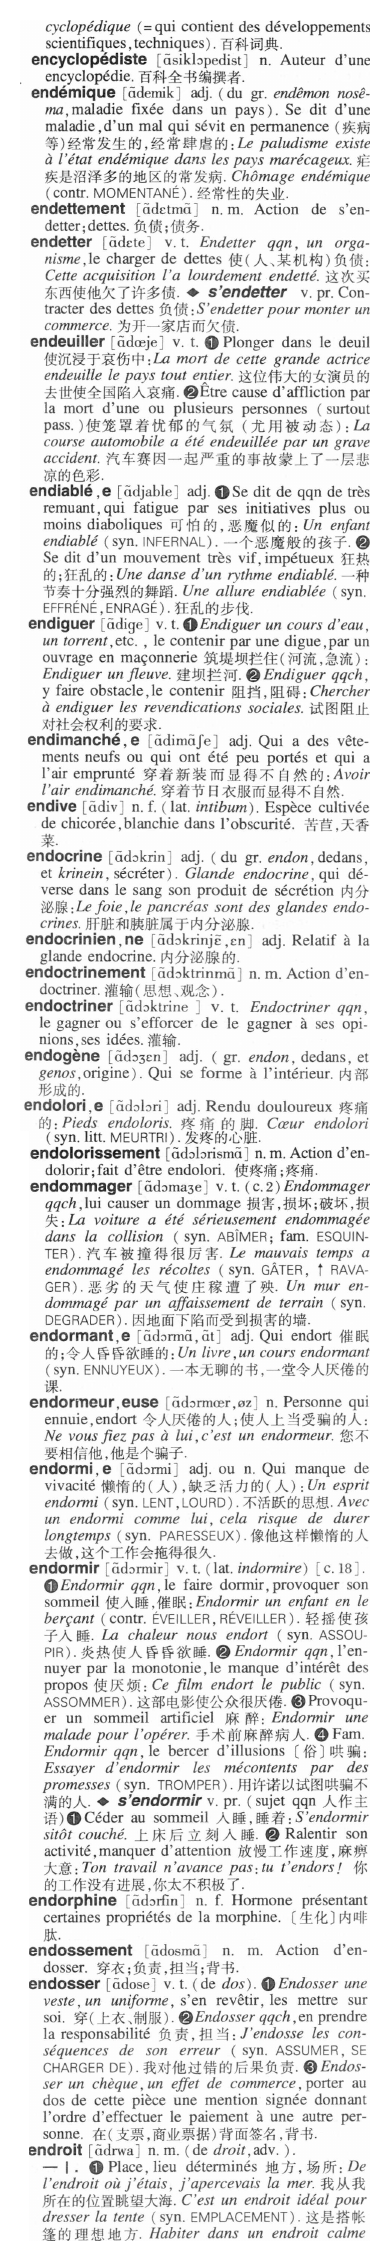 cyclopédique (=qui contient des développements
scientifiques,techniques). 百科词典.
encyclopédiste [ɑ̃siklɔpedist] n. Auteur d'une
encyclopédie. 百科全书编撰者.
endémique [ɑ̃demik] adj. (du gr. endêmon nosê-
ma,maladie fixée dans un pays). Se dit d'une
maladie,d'un mal qui sévit en permanence (疾病
等)经常发生的,经常肆虐的: Le paludisme existe
à l'état endémique dans les pays marécageux. 疟
疾是沼泽多的地区的常发病. Chômage endémique
(contr. MOMENTANÉ). 经常性的失业.
endettement [ɑ̃dɛtmɑ̃] n. m. Action de s'en-
detter;dettes. 负债;债务.
endetter [ɑ̃dɛte] v. t. Endetter qqn, un orga-
nisme,le charger de dettes 使(人、某机构)负债:
Cette acquisition l'a lourdement endetté. 这次买
东西使他欠了许多债. ◆ s'endetter v. pr. Con-
tracter des dettes 负债:S'endetter pour monter un
commerce. 为开一家店而欠债.
endeuiller [ɑ̃dœje] v. t. ❶ Plonger dans le deuil
使沉浸于哀伤中:La mort de cette grande actrice
endeuille le pays tout entier. 这位伟大的女演员的
去世使全国陷入哀痛. ❷Être cause d'affliction par
la mort d'une ou plusieurs personnes (surtout
pass.)使笼罩着忧郁的气氛 (尤用被动态): La
course automobile a été endeuillée par un grave
accident. 汽车赛因一起严重的事故蒙上了一层悲
凉的色彩.
endiablé,e [ɑ̃djable] adj. ❶Se dit de qqn de très
remuant,qui fatigue par ses initiatives plus ou
moins diaboliques 可怕的,恶魔似的: Un enfant
endiablé (syn. INFERNAL). 一个恶魔般的孩子. ❷
Se dit d'un mouvement très vif,impétueux 狂热
的;狂乱的:Une danse d'un rythme endiablé. 一种
节奏十分强烈的舞蹈. Une allure endiablée (syn.
EFFRÉNÉ,ENRAGÉ). 狂乱的步伐.
endiguer [ɑ̃dige] v. t. ❶Endiguer un cours d'eau,
un torrent,etc. , le contenir par une digue,par un
ouvrage en maçonnerie 筑堤坝拦住(河流,急流):
Endiguer un fleuve. 建坝拦河. ❷ Endiguer qqch,
y faire obstacle,le contenir 阻挡,阻碍:Chercher
à endiguer les revendications sociales. 试图阻止
对社会权利的要求.
endimanché,e [ɑ̃dimɑ̃ʃe] adj. Qui a des vête-
ments neufs ou qui ont été peu portés et qui a
l'air emprunté 穿着新装而显得不自然的:Avoir
l'air endimanché. 穿着节日衣服而显得不自然.
endive [ɑ̃div] n. f. (lat. intibum). Espèce cultivée
de chicorée,blanchie dans l'obscurité. 苦苣,天香
菜.
endocrine [ɑ̃dɔkrin] adj. (du gr. endon,dedans,
et krinein, sécréter). Glande endocrine, qui dé-
verse dans le sang son produit de sécrétion 内分
泌腺:Le foie,le pancréas sont des glandes endo-
crines. 肝脏和胰脏属于内分泌腺.
endocrinien,ne [ɑ̃dɔkrinjɛ̃,ɛn] adj. Relatif à la
glande endocrine. 内分泌腺的.
endoctrinement [ɑ̃dɔktrinmɑ̃] n. m. Action d'en-
doctriner. 灌输(思想、观念).
endoctriner [ɑ̃dɔktrine ] v. t. Endoctriner qqn,
le gagner ou s'efforcer de le gagner à ses opi-
nions,ses idées. 灌输.
endogène [ɑ̃dɔʒɛn] adj. ( gr. endon, dedans, et
genos,origine). Qui se forme à l'intérieur. 内部
形成的.
endolori,e [ɑ̃dɔlɔri] adj. Rendu douloureux 疼痛
的: Pieds endoloris. 疼痛的脚. Cœur endolori
(syn. litt. MEURTRI). 发疼的心脏.
endolorissement [ɑ̃dɔlɔrismɑ̃] n. m. Action d'en-
dolorir;fait d'être endolori. 使疼痛;疼痛.
endommager [ɑ̃dɔmaʒe] v. t. (c. 2) Endommager
qqch,lui causer un dommage 损害,损坏;破坏,损
失:La voiture a été sérieusement endommagée
dans la collision ( syn. ABÎMER; fam. ESQUIN-
TER). 汽车被撞得很厉害. Le mauvais temps a
endommagé les récoltes (syn. GÂTER, ↑ RAVA-
GER). 恶劣的天气使庄稼遭了殃. Un mur en-
dommagé par un affaissement de terrain (syn.
DEGRADER). 因地面下陷而受到损害的墙.
endormant,e [ɑ̃dɔrmɑ̃,ɑ̃t] adj. Qui endort 催眠
的;令人昏昏欲睡的:Un livre,un cours endormant
(syn. ENNUYEUX). 一本无聊的书,一堂令人厌倦的
课.
endormeur,euse [ɑ̃dɔrmœr,øz] n. Personne qui
ennuie,endort 令人厌倦的人;使人上当受骗的人:
Ne vous fiez pas à lui,c'est un endormeur. 您不
要相信他,他是个骗子.
endormi,e [ɑ̃dɔrmi] adj. ou n. Qui manque de
vivacité 懒惰的(人),缺乏活力的(人):Un esprit
endormi (syn. LENT,LOURD). 不活跃的思想. Avec
un endormi comme lui, cela risque de durer
longtemps (syn. PARESSEUX). 像他这样懒惰的人
去做,这个工作会拖得很久.
endormir [ɑ̃dɔrmir] v. t. (lat. indormire) [c. 18].
❶Endormir qqn, le faire dormir, provoquer son
sommeil 使入睡,催眠:Endormir un enfant en le
berçant (contr. ÉVEILLER,RÉVEILLER). 轻摇使孩
子入睡. La chaleur nous endort ( syn. ASSOU-
PIR). 炎热使人昏昏欲睡. ❷ Endormir qqn,l'en-
nuyer par la monotonie,le manque d'intérêt des
propos 使厌烦: Ce film endort le public ( syn.
ASSOMMER). 这部电影使公众很厌倦. ❸Provoqu-
er un sommeil artificiel 麻醉: Endormir une
malade pour l'opérer. 手术前麻醉病人. ❹ Fam.
Endormir qqn, le bercer d'illusions [俗]哄骗:
Essayer d'endormir les mécontents par des
promesses (syn. TROMPER). 用许诺以试图哄骗不
满的人. ◆ s'endormir v. pr. (sujet qqn 人作主
语)❶Céder au sommeil 入睡,睡着:S'endormir
sitôt couché. 上床后立刻入睡. ❷ Ralentir son
activité,manquer d'attention 放慢工作速度,麻痹
大意:Ton travail n'avance pas:tu t'endors! 你
的工作没有进展,你太不积极了.
endorphine [ɑ̃dɔrfin] n. f. Hormone présentant
certaines propriétés de la morphine. 〔生化〕内啡
肽.
endossement [ɑ̃dosmɑ̃] n. m. Action d'en-
dosser. 穿衣;负责,担当;背书.
endosser [ɑ̃dose] v. t. (de dos). ❶Endosser une
veste,un uniforme, s'en revêtir, les mettre sur
soi. 穿(上衣、制服). ❷Endosser qqch,en prendre
la responsabilité 负责,担当:J'endosse les con-
séquences de son erreur ( syn. ASSUMER, SE
CHARGER DE). 我对他过错的后果负责. ❸ Endos-
ser un chèque,un effet de commerce,porter au
dos de cette pièce une mention signée donnant
l'ordre d'effectuer le paiement à une autre per-
sonne. 在(支票,商业票据)背面签名,背书.
endroit [ɑ̃drwa] n. m. (de droit,adv. ).
— I. ❶ Place, lieu déterminés 地方,场所: De
l'endroit où j'étais, j'apercevais la mer. 我从我
所在的位置眺望大海. C'est un endroit idéal pour
dresser la tente (syn. EMPLACEMENT). 这是搭帐
篷的理想地方. Habiter dans un endroit calme